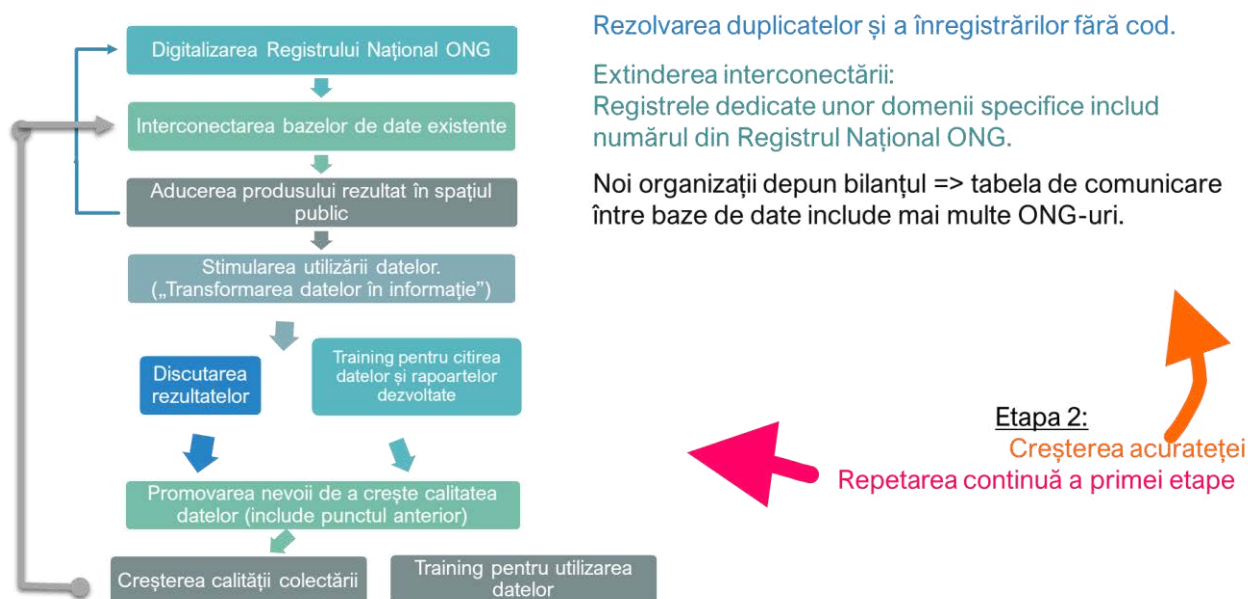 Digitalizarea Registrului Național ONG
Interconectarea bazelor de date existente
Aducerea produsului rezultat în spațiul
public
Stimularea utilizării datelor.
(„Transformarea datelor în informație”)
Discutarea
rezultatelor
Training pentru citirea
datelor și rapoartelor
dezvoltate
Promovarea nevoii de a crește calitatea
datelor (include punctul anterior)
Creșterea calității colectării
Training pentru utilizarea
datelor
Rezolvarea duplicatelor și a înregistrărilor fără cod.
Extinderea interconectării:
Registrele dedicate unor domenii specifice includ
numărul din Registrul Național ONG.
Noi organizații depun bilanțul => tabela de comunicare
între baze de date include mai multe ONG-uri.
Etapa 2:
Creșterea acurateței
Repetarea continuă a primei etape